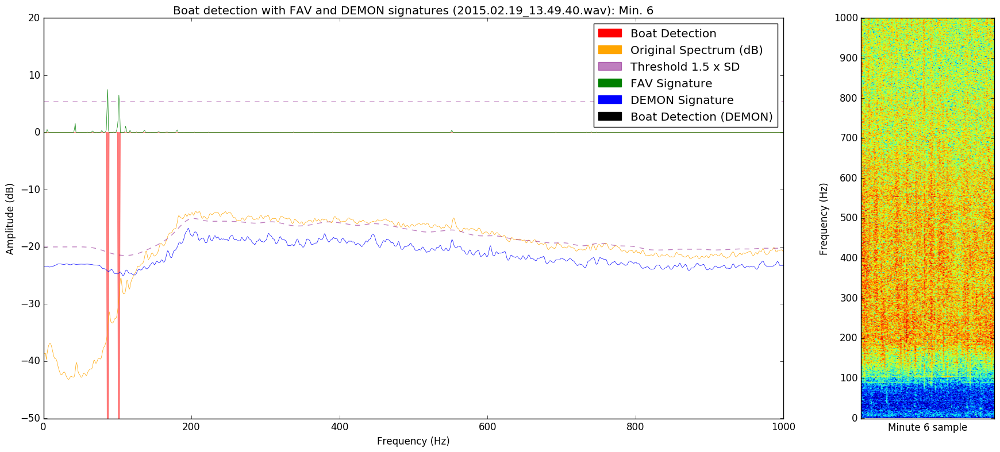 Boat detection with FAV and DEMON signatures (2015.02.19_13.49.40.wav): Min. 6
Boat Detection
Original Spectrum (dB)
Threshold 1.5 x SD
FAV Signature
DEMON Signature
Boat Detection (DEMON)
Amplitude (dB)
20
10
0
−10
−20
−30
−40
−50
0
200
400
600
800
1000
Frequency (Hz)
Frequency (Hz)
1000
900
800
700
600
500
400
300
200
100
0
Minute 6 sample